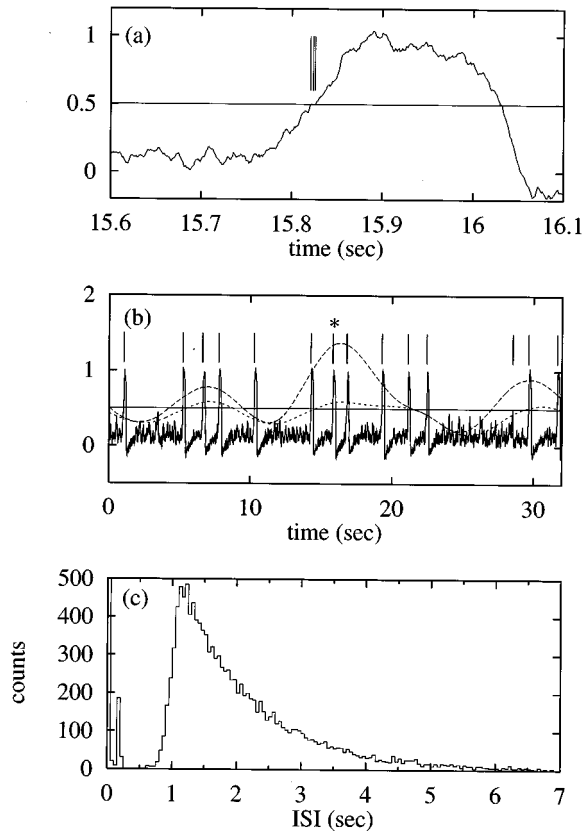 (a)
1
0.5
0
15.6 15.7 15.8 15.9 16 16.1
time (sec)
(b)
*
2
1
0
0 10 20 30
time (sec)
(c)
500
400
300
200
100
0
counts
0 1 2 3 4 5 6 7
ISI (sec)